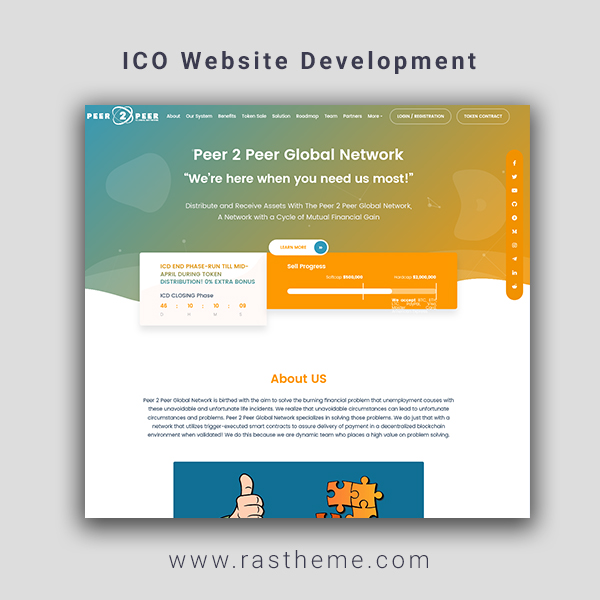 ICO Website Development
PEER 2 PEER
About Our System Benefits Token Sale Solution Roadmap Team Partners More LOGIN / REGISTRATION TOKEN CONTRACT
Peer 2 Peer Global Network
“We're here when you need us most!”
Distribute and Receive Assets With The Peer 2 Peer Global Network,
A Network with a Cycle of Mutual Financial Gain
LEARN MORE
ICO END PHASE-RUN TILL MID-
APRIL DURING TOKEN
DISTRIBUTION! 0% EXTRA BONUS
ICO CLOSING Phase
46 : 10 : 10 : 09
D H M S
Sell Progress
We accept BTC, ETH
About US
Peer 2 Peer Global Network is birthed with the aim to solve the burning financial problem that unemployment causes with
these unavoidable and unfortunate life incidents. We realize that unavoidable circumstances can lead to unfortunate
circumstances and problems. Peer 2 Peer Global Network specializes in solving those problems. We do just that with a
network that utilizes trigger-executed smart contracts to assure delivery of payment in a decentralized blockchain
environment when validated! We do this because we are dynamic team who places a high value on problem solving.
www.rastheme.com